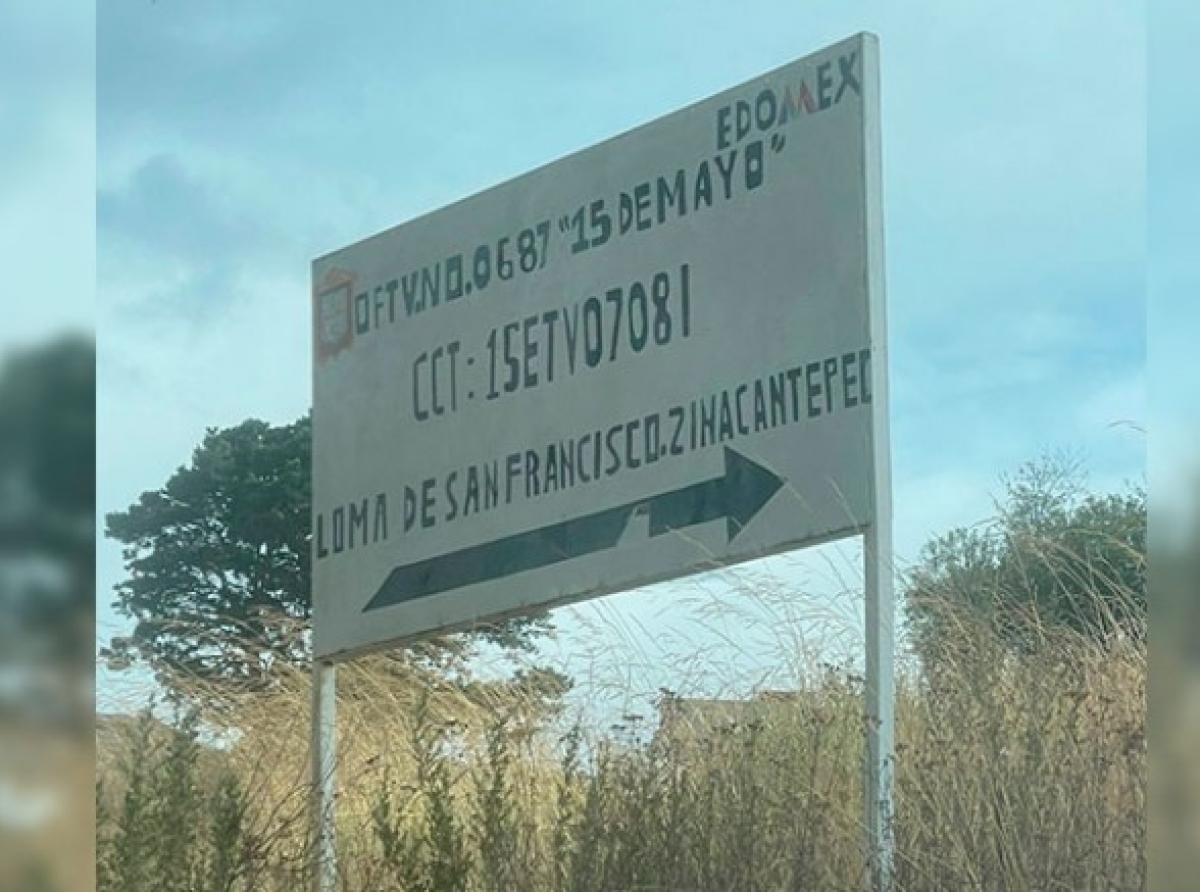 EDOMEX
OFTV.NO.0687 "15 DE MAYO"
CCT: 15ETV0708I
LOMA DE SAN FRANCISCO.ZINACANTEPEC